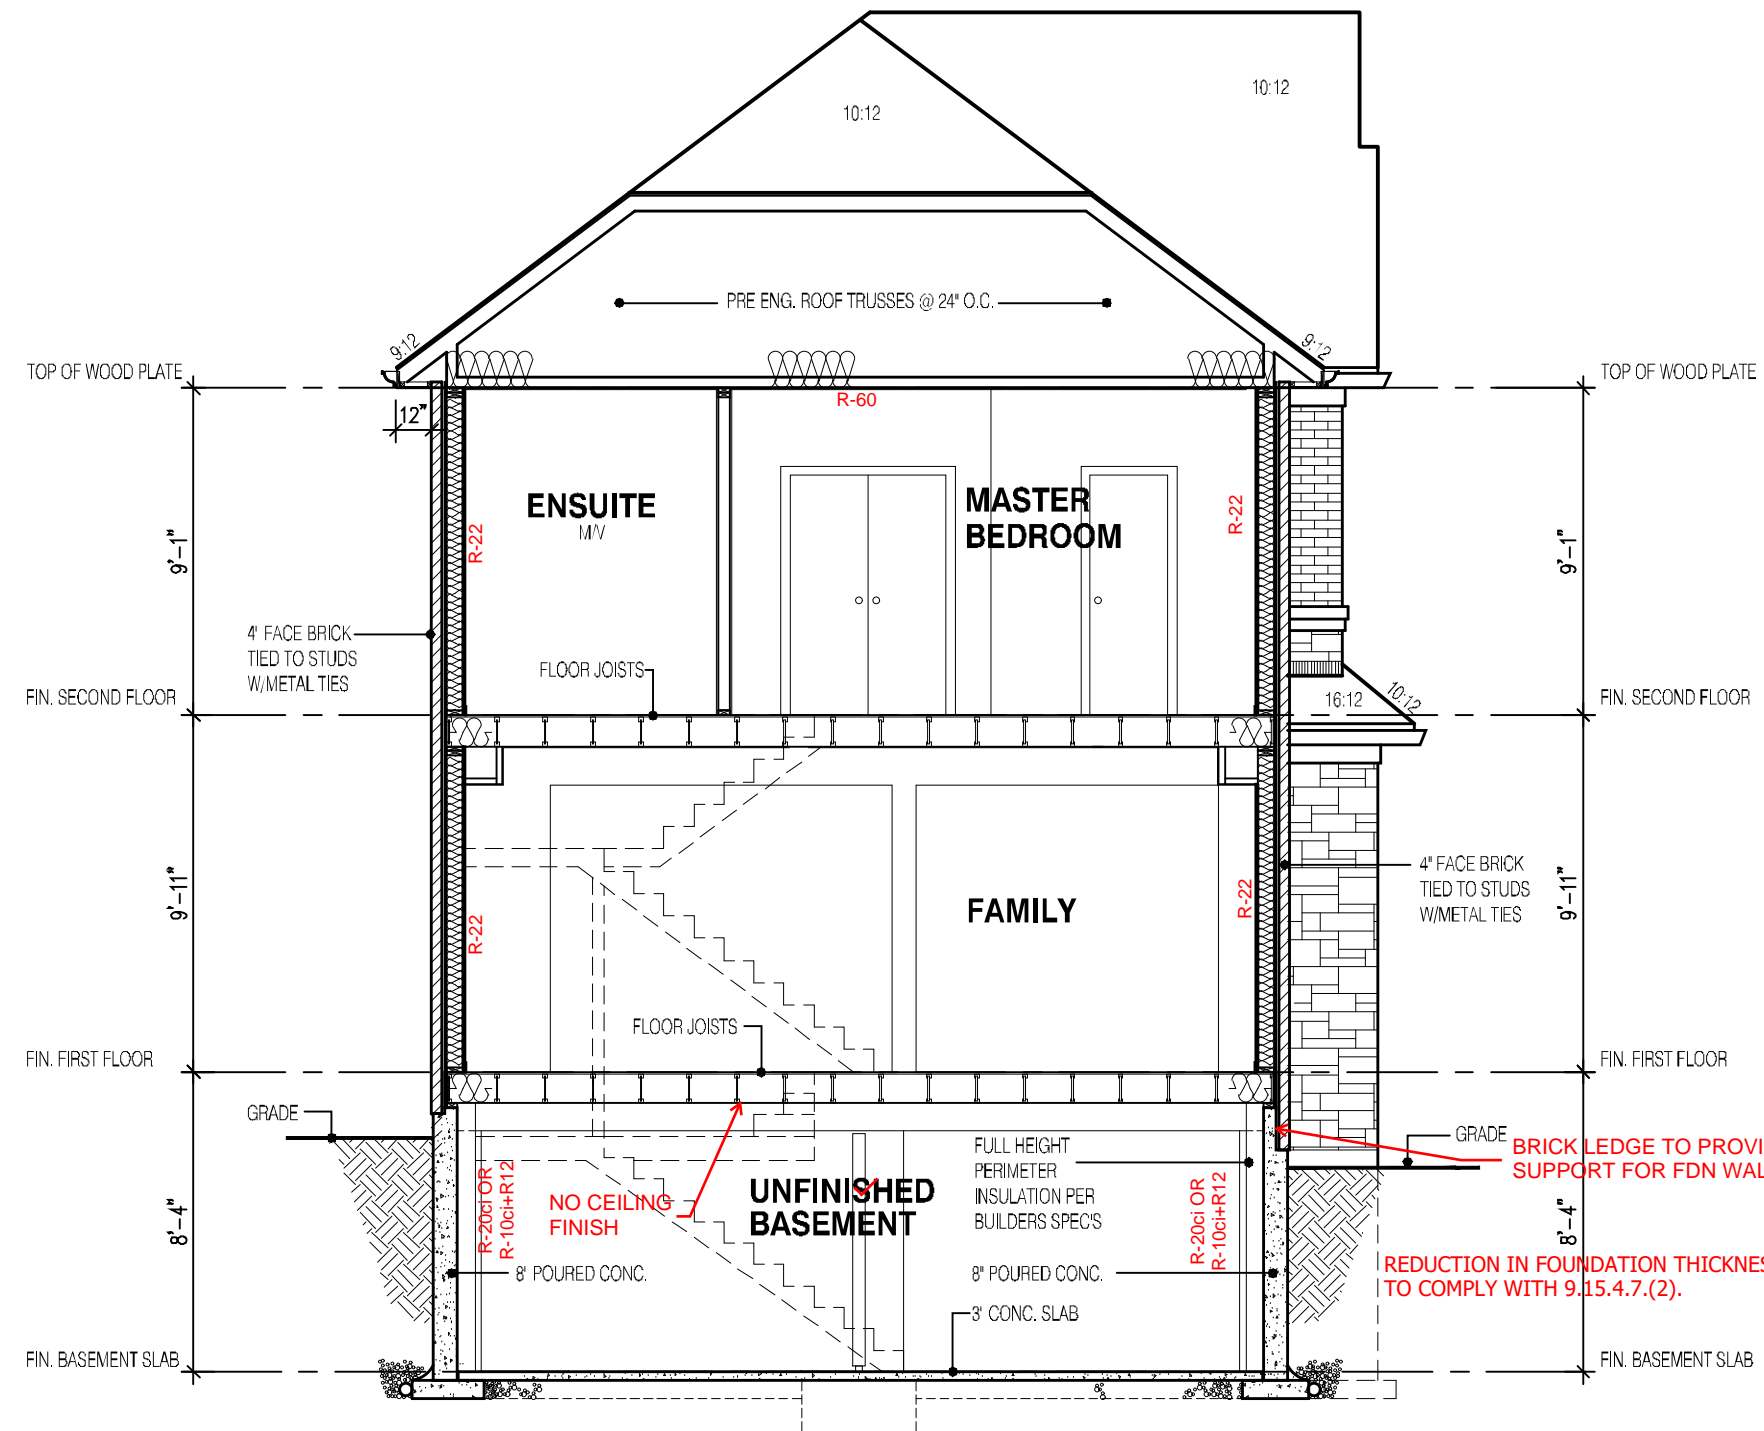 10:12
10:12
PRE ENG. ROOF TRUSSES @ 24" O.C.
9:12
9:12
TOP OF WOOD PLATE
TOP OF WOOD PLATE
12"
R-60
ENSUITE
M/V
MASTER
BEDROOM
R-22
R-22
9'-1"
9'-1"
4' FACE BRICK
TIED TO STUDS
W/METAL TIES
FLOOR JOISTS
FIN. SECOND FLOOR
FIN. SECOND FLOOR
16:12
10:12
4" FACE BRICK
TIED TO STUDS
W/METAL TIES
9'-11"
9'-11"
FAMILY
R-22
R-22
FLOOR JOISTS
FIN. FIRST FLOOR
FIN. FIRST FLOOR
GRADE
GRADE
BRICK LEDGE TO PROVI
SUPPORT FOR FDN WAL
FULL HEIGHT
PERIMETER
INSULATION PER
BUILDERS SPEC'S
R-20ci OR
R-10ci+R12
R-20ci OR
R-10ci+R12
NO CEILING
FINISH
UNFINISHED
BASEMENT
8'-4"
8'-4"
8' POURED CONC.
8" POURED CONC.
REDUCTION IN FOUNDATION THICKNES
TO COMPLY WITH 9.15.4.7.(2).
3' CONC. SLAB
FIN. BASEMENT SLAB
FIN. BASEMENT SLAB